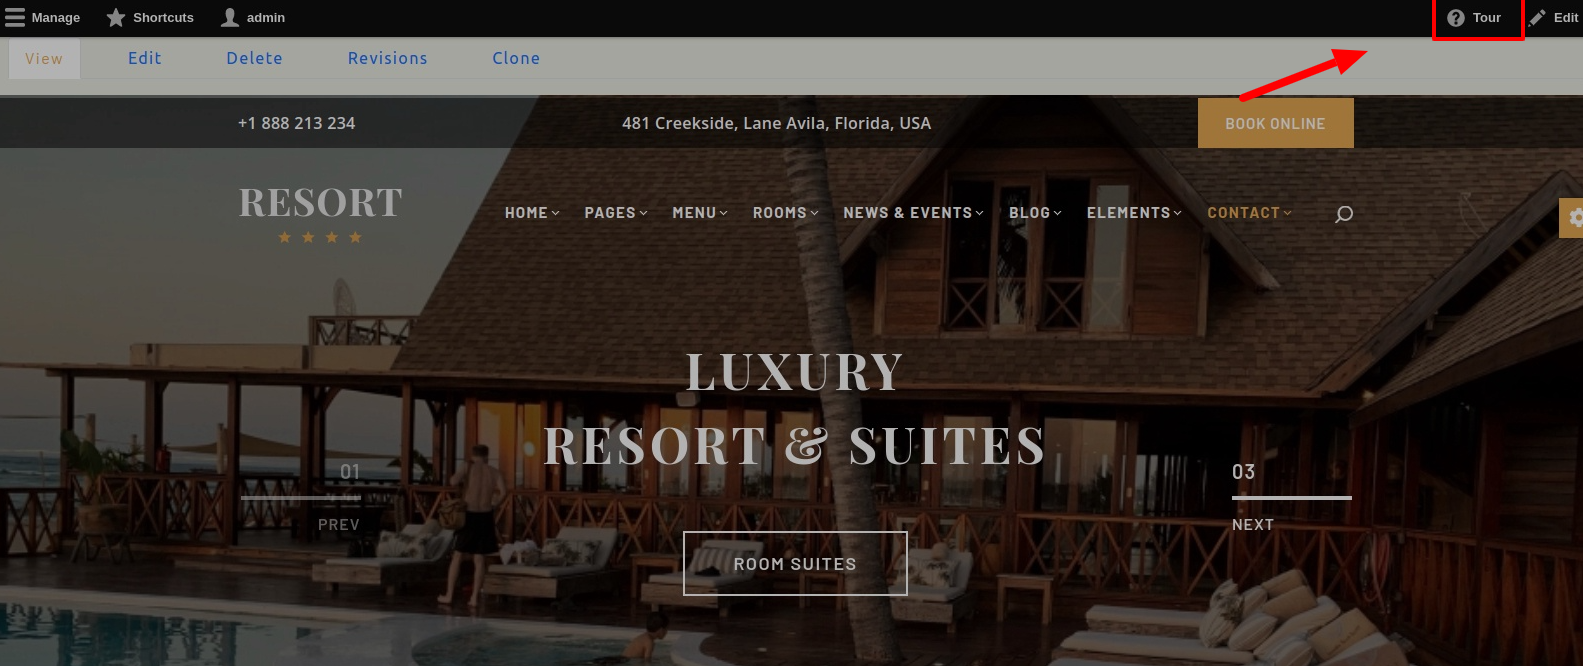 Manage Shortcuts admin Tour Edit
View Edit Delete Revisions Clone
+1 888 213 234 481 Creekside, Lane Avila, Florida, USA BOOK ONLINE
RESORT
HOME PAGES MENU ROOMS NEWS & EVENTS BLOG ELEMENTS CONTACT
LUXURY
RESORT & SUITES
01
PREV
03
NEXT
ROOM SUITES